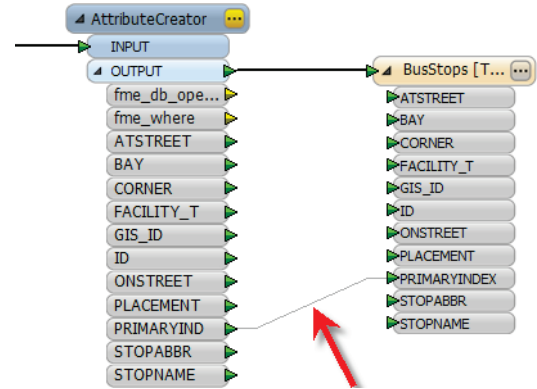 AttributeCreator
INPUT
OUTPUT
fme_db_ope...
fme_where
ATSTREET
BAY
CORNER
FACILITY_T
GIS_ID
ID
ONSTREET
PLACEMENT
PRIMARYIND
STOPABBR
STOPNAME
BusStops [T...
ATSTREET
BAY
CORNER
FACILITY_T
GIS_ID
ID
ONSTREET
PLACEMENT
PRIMARYINDEX
STOPABBR
STOPNAME